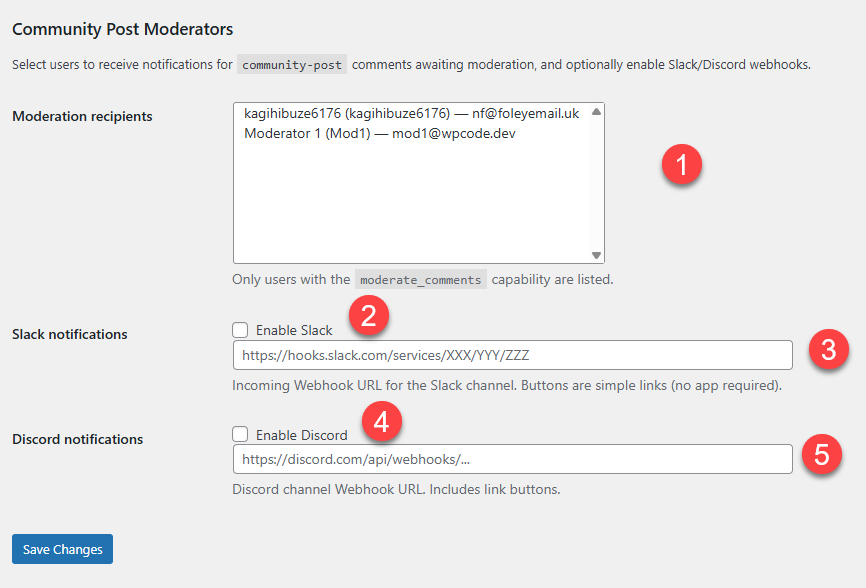 Community Post Moderators
Select users to receive notifications for community-post comments awaiting moderation, and optionally enable Slack/Discord webhooks.
Moderation recipients
kagihibuze6176 (kagihibuze6176) — nf@foleyemail.uk
Moderator 1 (Mod1) — mod1@wpcode.dev
1
Only users with the moderate_comments capability are listed.
2
Slack notifications
Enable Slack
https://hooks.slack.com/services/XXX/YYY/ZZZ
3
Incoming Webhook URL for the Slack channel. Buttons are simple links (no app required).
4
Discord notifications
Enable Discord
https://discord.com/api/webhooks/...
5
Discord channel Webhook URL. Includes link buttons.
Save Changes